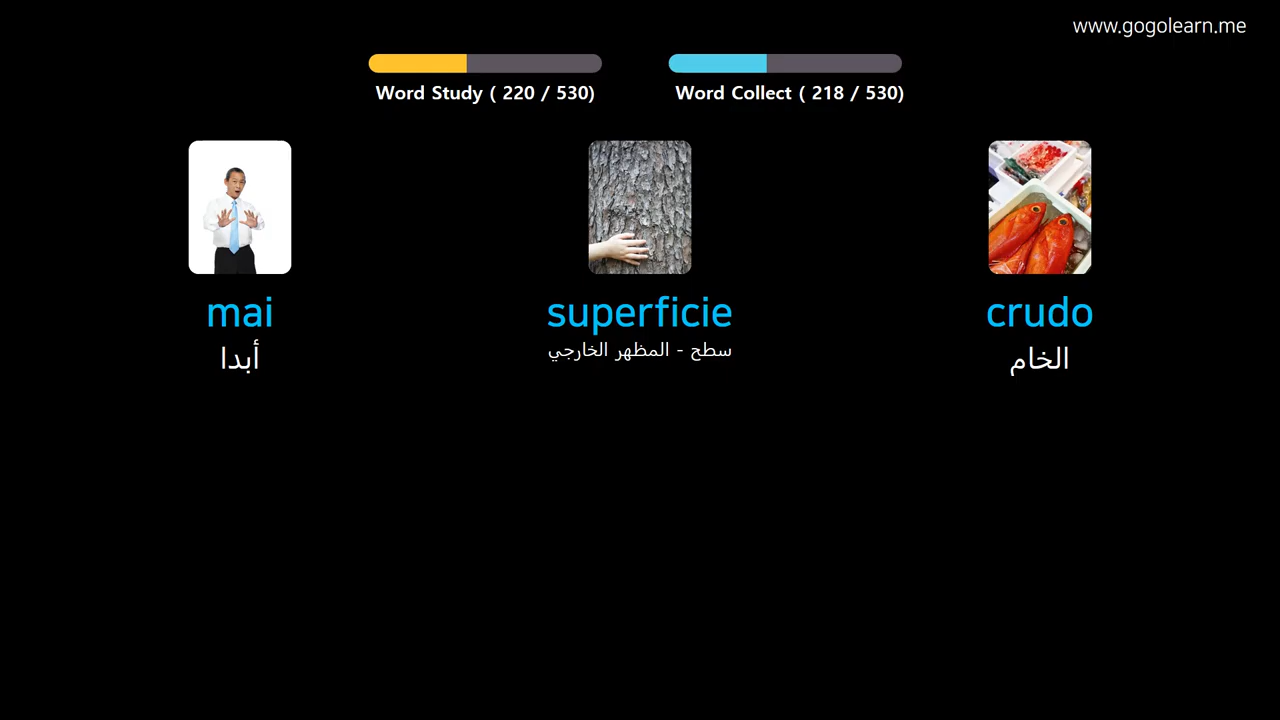 www.gogolearn.me
Word Study ( 220 / 530)
Word Collect ( 218 / 530)
mai
أبدا
superficie
سطح - المظهر الخارجي
crudo
الخام